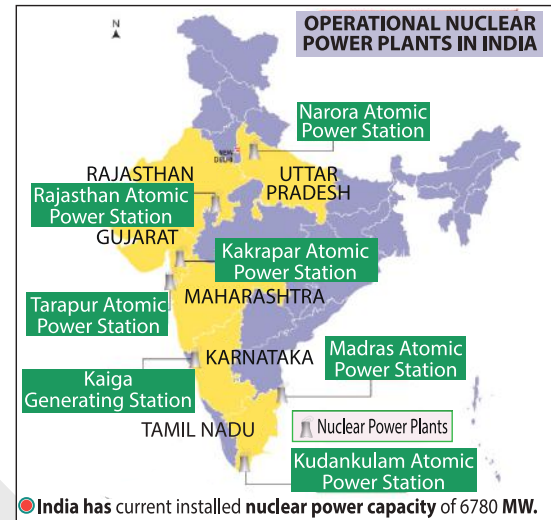 OPERATIONAL NUCLEAR
POWER PLANTS IN INDIA
N
Narora Atomic
Power Station
NEW
DELHI
RAJASTHAN
UTTAR
PRADESH
Rajasthan Atomic
Power Station
GUJARAT
Kakrapar Atomic
Power Station
Tarapur Atomic
Power Station
MAHARASHTRA
KARNATAKA
Madras Atomic
Power Station
Kaiga
Generating Station
TAMIL NADU
Nuclear Power Plants
Kudankulam Atomic
Power Station
India has current installed nuclear power capacity of 6780 MW.